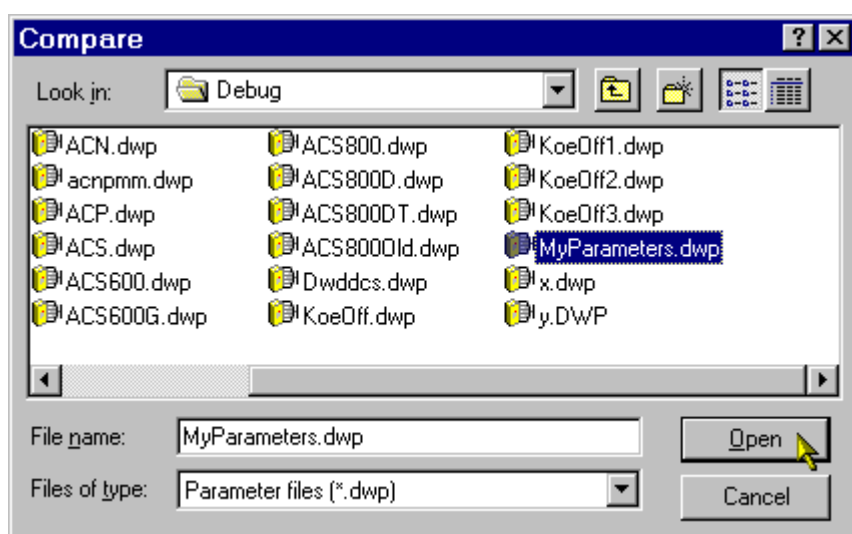 Compare
Look in: Debug
ACN.dwp ACS800.dwp KoeOff1.dwp
acnpmm.dwp ACS800D.dwp KoeOff2.dwp
ACP.dwp ACS800DT.dwp KoeOff3.dwp
ACS.dwp ACS800Old.dwp MyParameters.dwp
ACS600.dwp Dwddcs.dwp x.dwp
ACS600G.dwp KoeOff.dwp y.DWP
File name: MyParameters.dwp Open
Files of type: Parameter files (*.dwp) Cancel